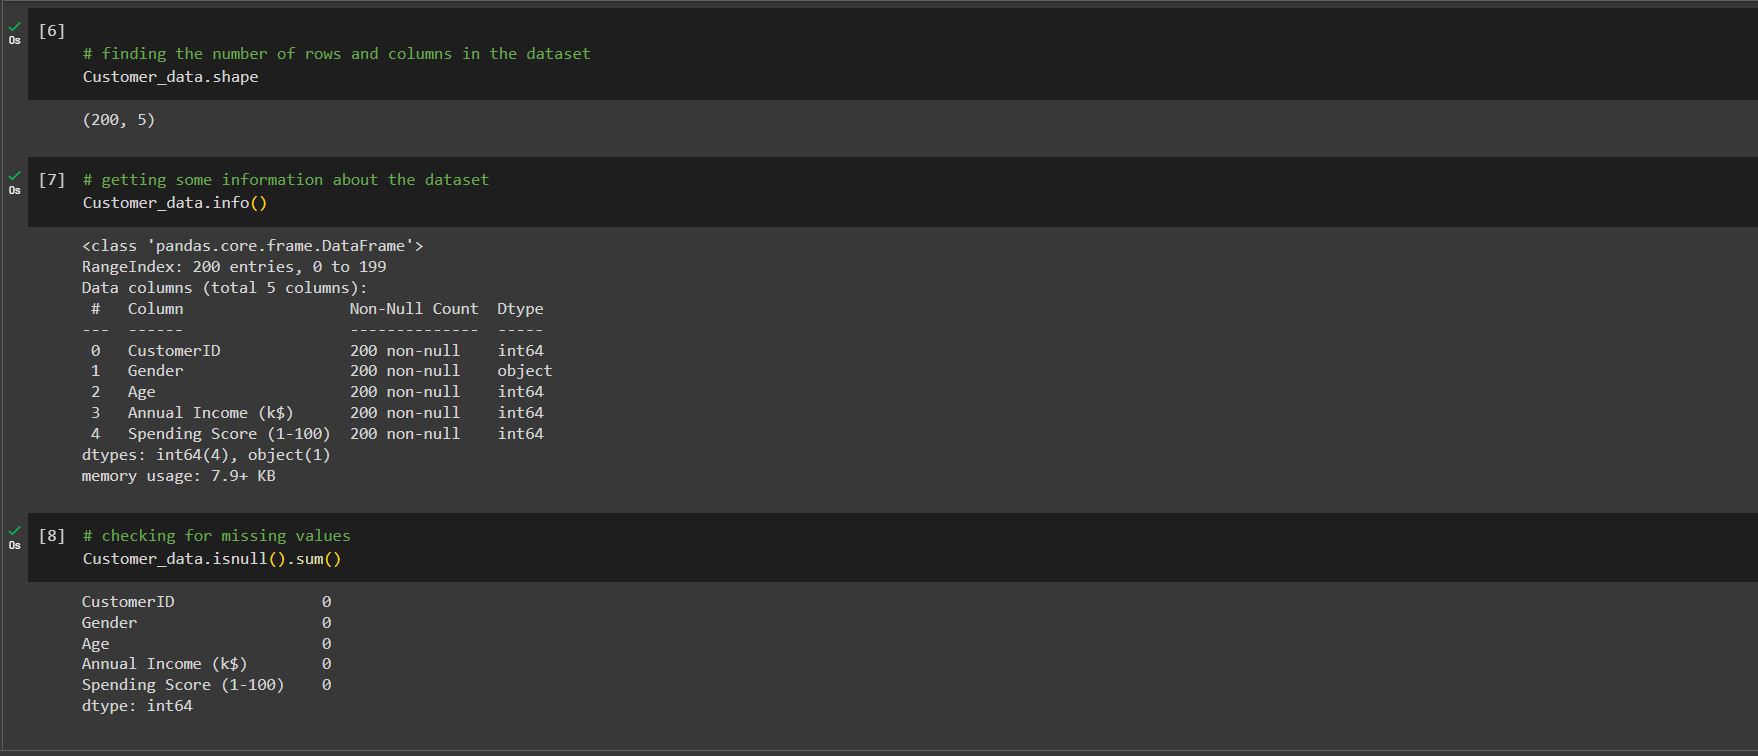 [6]
0s
# finding the number of rows and columns in the dataset
Customer_data.shape
(200, 5)
[7] # getting some information about the dataset
0s
Customer_data.info()
<class 'pandas.core.frame.DataFrame'>
RangeIndex: 200 entries, 0 to 199
Data columns (total 5 columns):
 #   Column                  Non-Null Count  Dtype
---  ------                  --------------  -----
 0   CustomerID              200 non-null    int64
 1   Gender                  200 non-null    object
 2   Age                     200 non-null    int64
 3   Annual Income (k$)      200 non-null    int64
 4   Spending Score (1-100)  200 non-null    int64
dtypes: int64(4), object(1)
memory usage: 7.9+ KB
[8] # checking for missing values
0s
Customer_data.isnull().sum()
CustomerID                0
Gender                    0
Age                       0
Annual Income (k$)        0
Spending Score (1-100)    0
dtype: int64